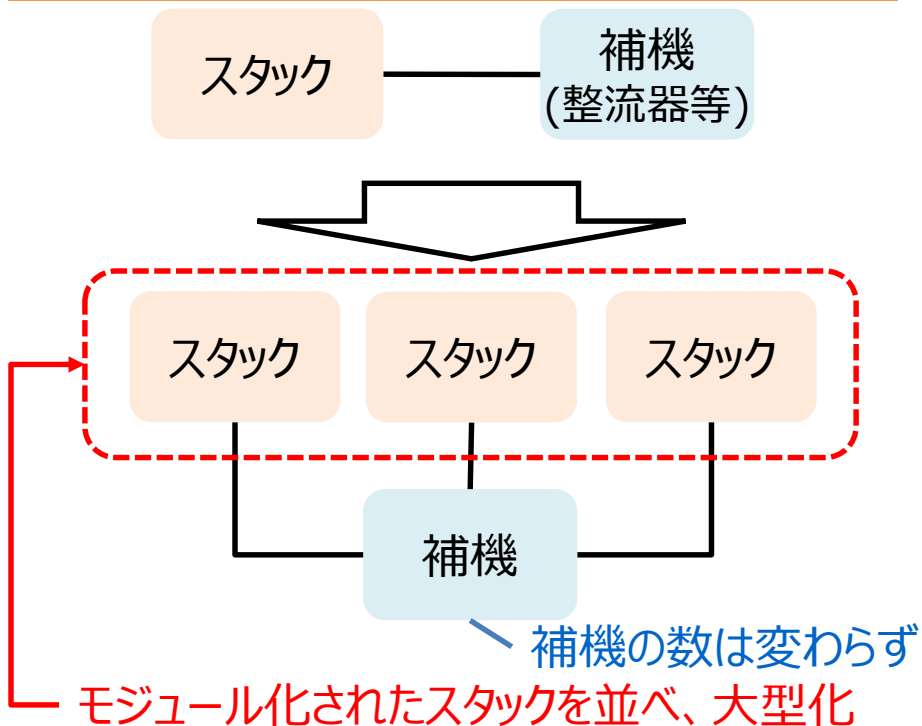 スタック
補機
(整流器等)
スタック
スタック
スタック
補機
補機の数は変わらず
モジュール化されたスタックを並べ、大型化